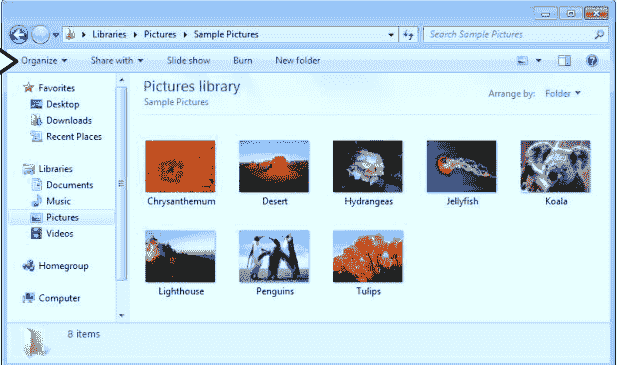 Libraries Pictures Sample Pictures Search Sample Pictures
Organize Share with Slide show Burn New folder
Favorites
Desktop
Downloads
Recent Places
Libraries
Documents
Music
Pictures
Videos
Homegroup
Computer
Pictures library
Sample Pictures
Arrange by: Folder
Chrysanthemum Desert Hydrangeas Jellyfish Koala
Lighthouse Penguins Tulips
8 items